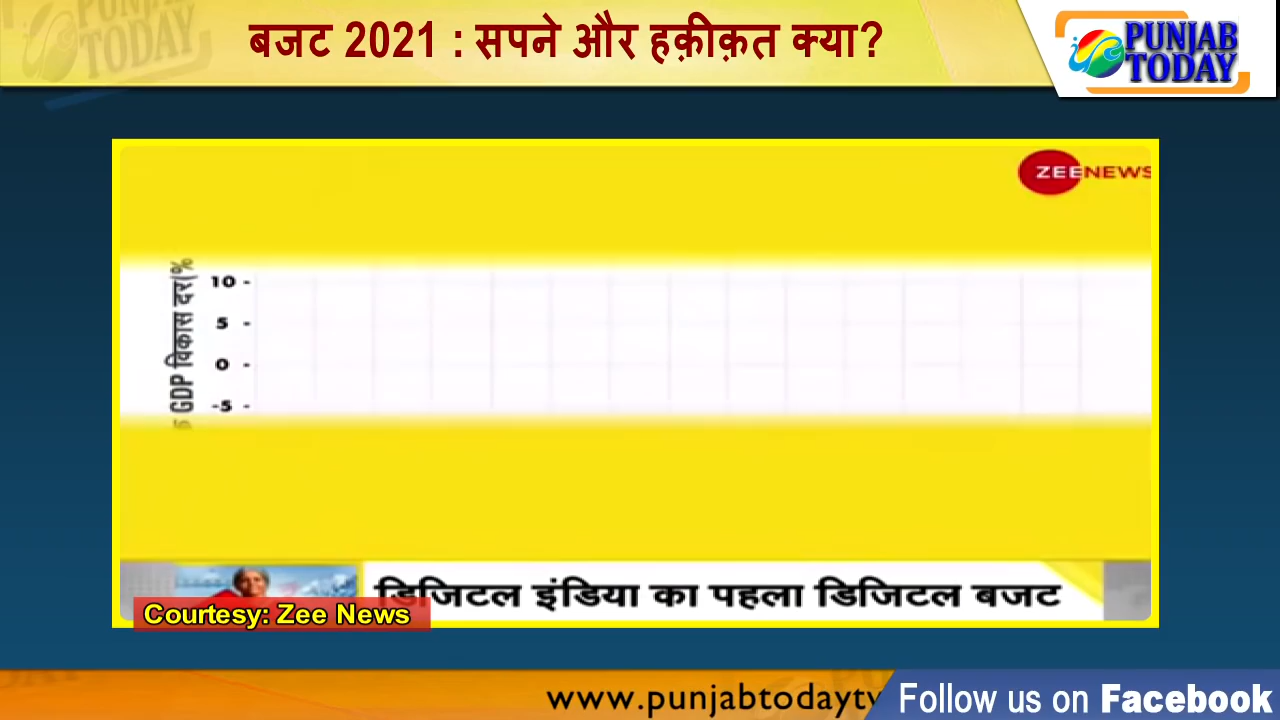 बजट 2021 : सपने और हक़ीक़त क्या?
PUNJAB
TODAY
ZEENEWS
GDP विकास दर(%
10 -
5 -
0 -
-5 -
डिजिटल इंडिया का पहला डिजिटल बजट
Courtesy: Zee News
www.punjabtodaytv
Follow us on Facebook